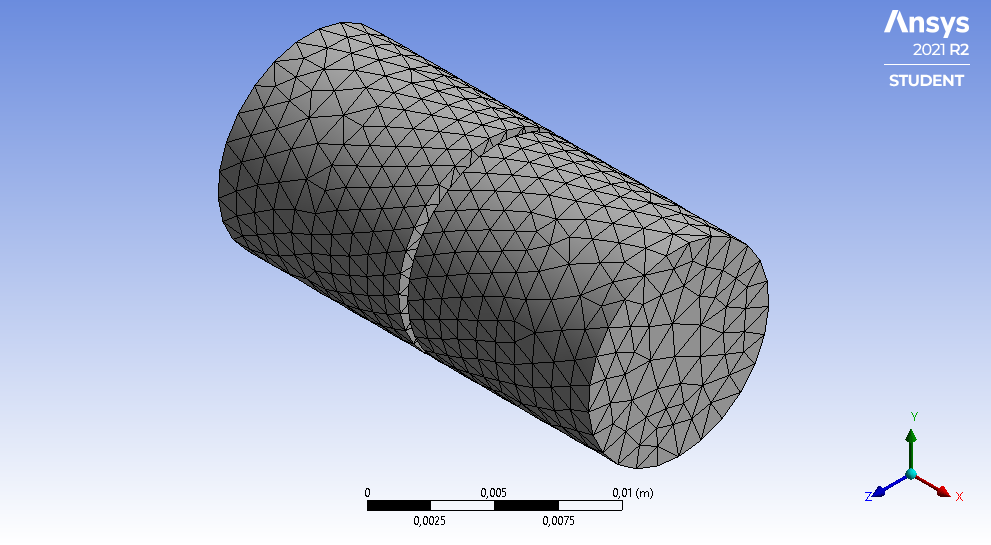 Ansys
2021 R2
STUDENT
0 0,005 0,01 (m)
0,0025 0,0075
Y
Z X